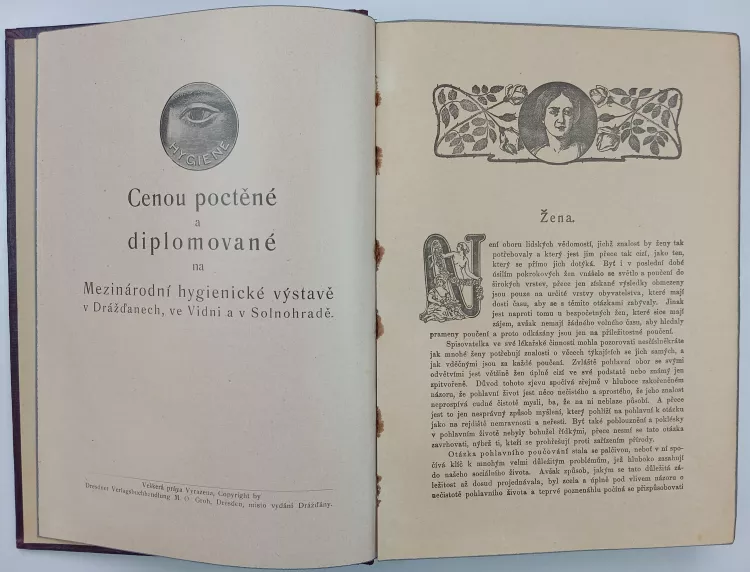 HYGIENE
Cenou poctěné
a
diplomované
na
Mezinárodní hygienické výstavě
v Drážďanech, ve Vídni a v Solnohradě.
Veškerá práva Vyrazena, Copyright by
Dresdner Verlagsbuchhandlung M. O. Groh, Dresden, místo vydání Drážďany.
Žena.
Není oboru lidských vědomostí, jichž znalost by ženy tak
potřebovaly a který jest jim přece tak cizí, jako ten,
který se přímo jich dotýká. Byť i v poslední době
úsilím pokrokových žen vnáslo se světlo a poučení do
širokých vrstev, přece jen získané výsledky obmezeny
jsou pouze na určité vrstvy obyvatelstva, které mají
dosti času, aby se s těmito otázkami zabývaly. Jinak
jest naproti tomu u bezpočetných žen, které sice mají
zájem, avšak nemají žádného volného času, aby hledaly
prameny poučení a proto odkázány jsou jen na příležitostné poučení.
Spisovatelka ve své lékařské činnosti mohla pozorovati nesčíslněkráte
jak mnohé ženy potřebují znalosti o věcech týkajících se jich samých, a
jak vděčnými jsou za každé poučení. Zvláště pohlavní obor se svými
odvětvími jest většině žen úplně cizí ve své podstatě nebo známý jen
zpitvořeně. Důvod tohoto zjevu spočívá zřejmě v hluboce zakořeněném
názoru, že pohlavní život jest něco nečistého a sprostého, že jeho znalost
neprospívá cudné čistotě mysli, ba, že na ni neblaze působí. A přece
jest to jen nesprávný způsob myšlení, který pohlíží na pohlavní k otázku
jako na rejdiště nemravnosti a neřesti. Byť také poblouznění a poklésky
v pohlavním životě nebyly bohužel řídkými, přece nesmí se tato otázka
zavrhovati, nýbrž ti, kteří se probřešují proti zařízením přírody.
Otázka pohlavního poučování stala se palčivou, neboť v ní spo-
čívá klíč k mnohým velmi důležitým problémům, jež hluboko zasahují
do našeho sociálního života. Avšak způsob, jakým se tato důležitá zá-
ležitost až dosud projednávala, byl zcela a úplně pod vlivem názoru o
nečistotě pohlavního života a teprvé poznenáhlu počíná se přizpůsobovati